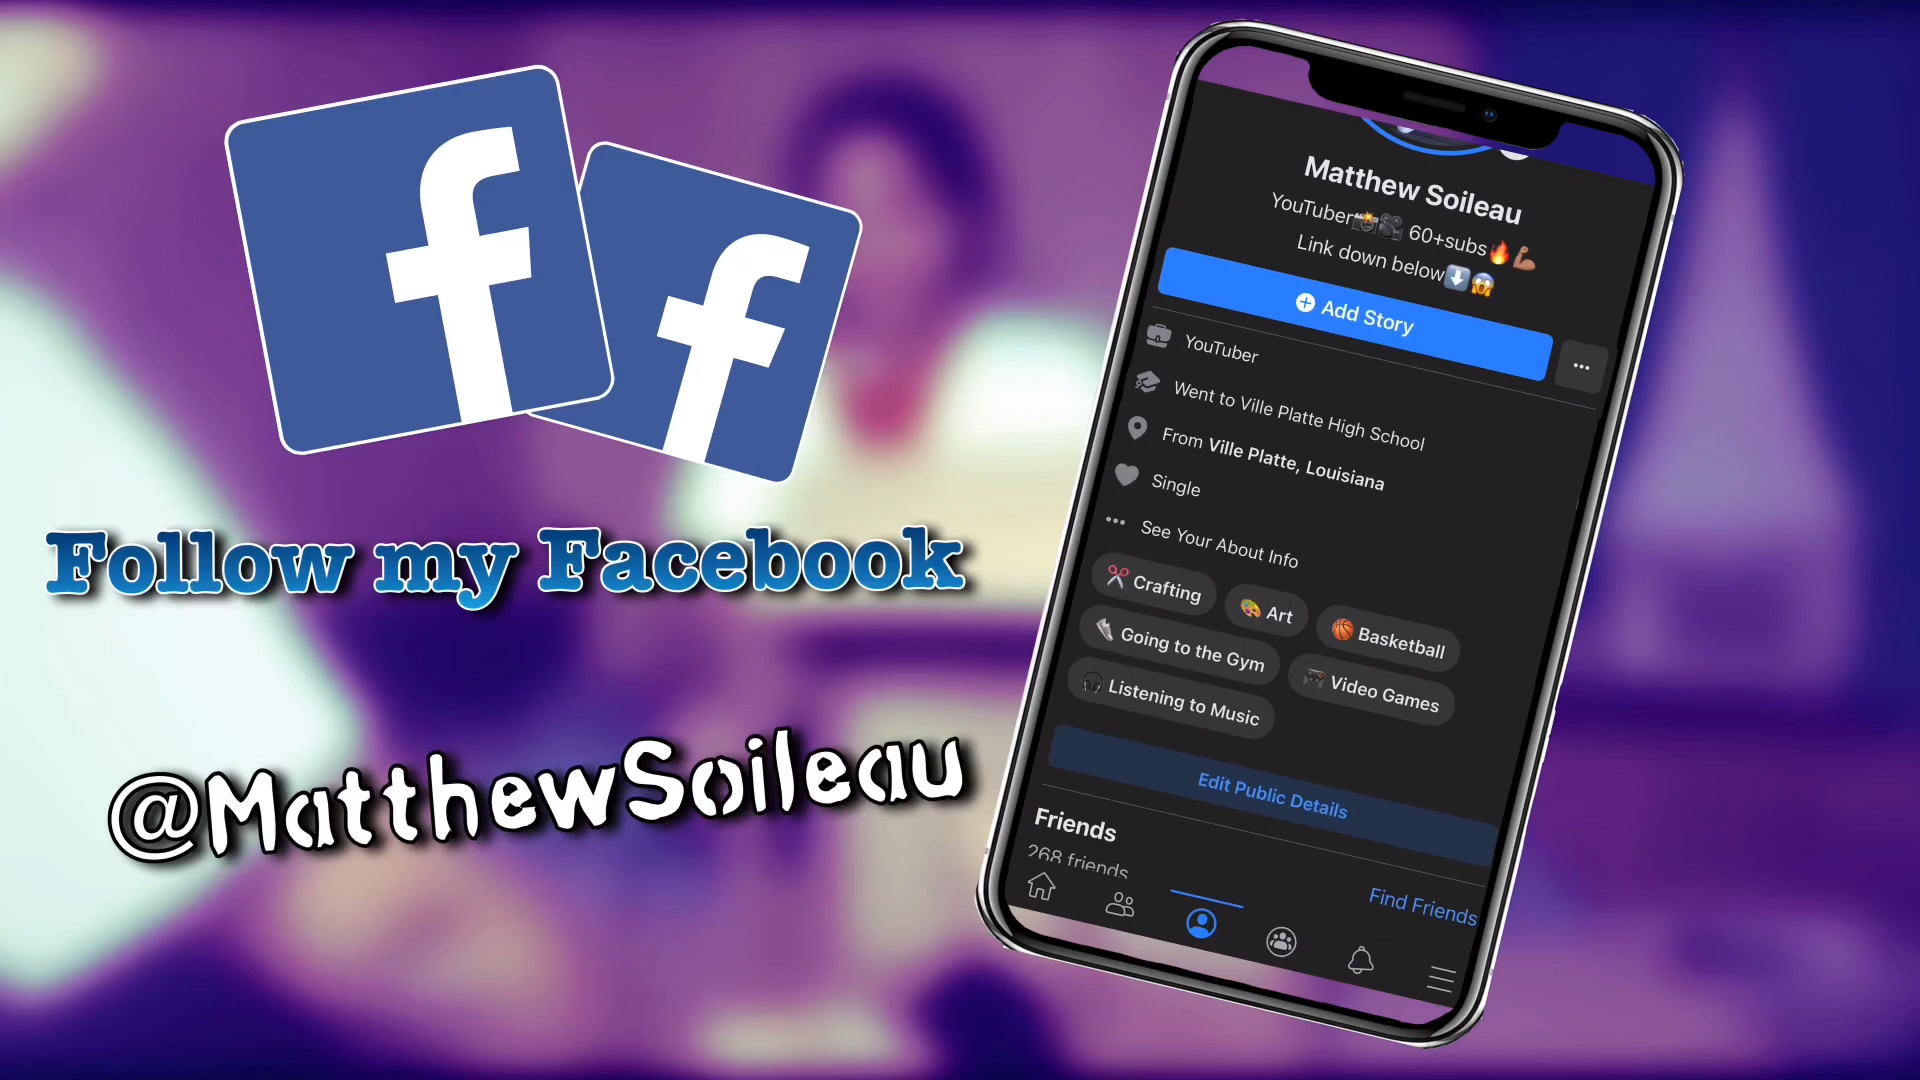 Follow my Facebook
@MatthewSoileau
Matthew Soileau
YouTuber📸🎥 60+subs🔥💪🏽
Link down below⬇️😱
Add Story
YouTuber
Went to Ville Platte High School
From Ville Platte, Louisiana
Single
See Your About Info
Crafting
Art
Basketball
Going to the Gym
Video Games
Listening to Music
Edit Public Details
Friends
268 friends
Find Friends